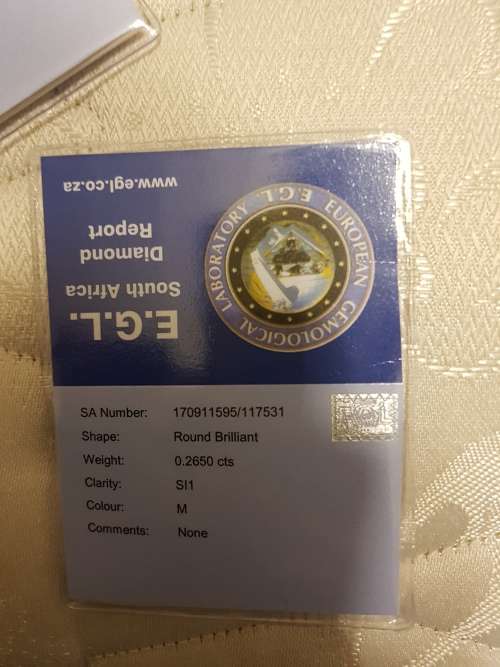 E.G.L.
South Africa
Diamond
Report
www.egl.co.za
EUROPEAN GEMOLOGICAL LABORATORY E.G.L.
SA Number: 170911595/117531
Shape: Round Brilliant
Weight: 0.2650 cts
Clarity: SI1
Colour: M
Comments: None